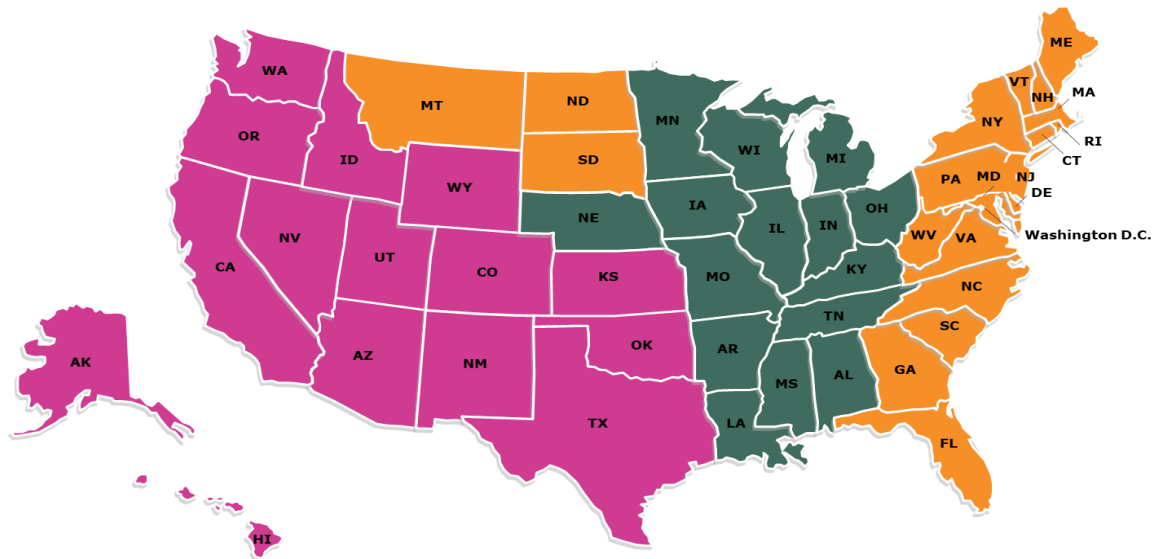 ME
WA
VT
NH
MA
MT
ND
MN
NY
OR
RI
WI
MI
CT
ID
SD
WY
PA
MD
NJ
DE
IA
OH
NE
IL
IN
WV
VA
Washington D.C.
NV
UT
CA
CO
KS
MO
KY
NC
TN
SC
AK
AZ
NM
OK
AR
GA
MS
AL
TX
LA
FL
HI